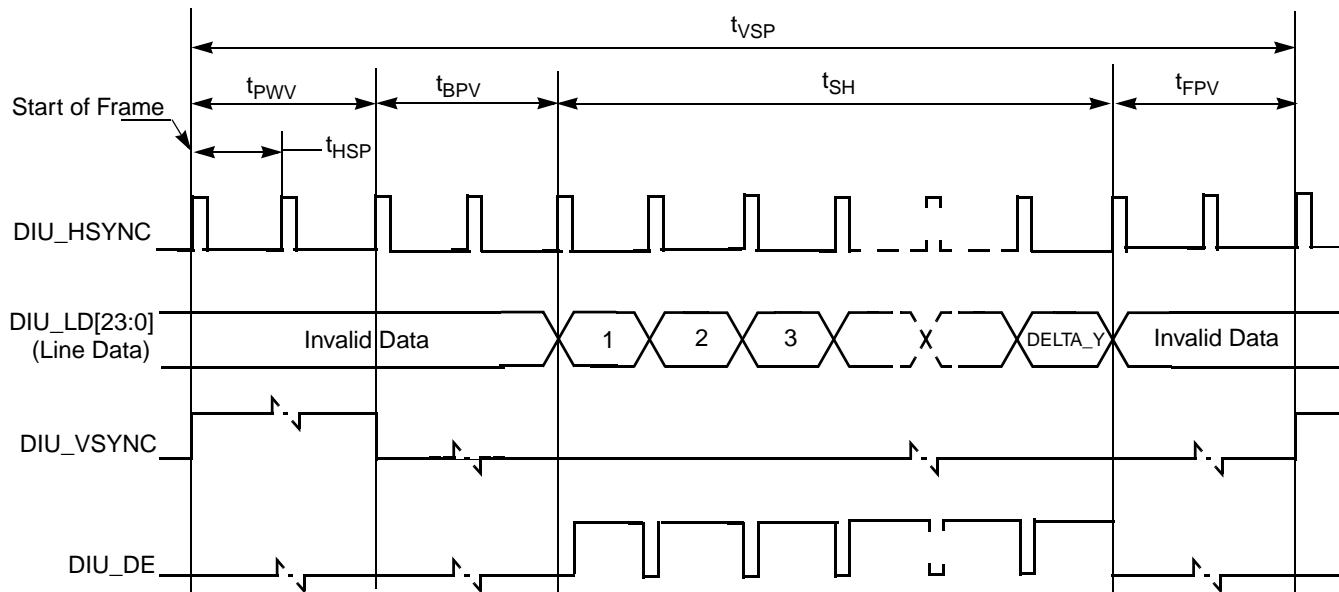 tVSP
tPWV
tBPV
tSH
tFPV
Start of Frame
tHSP
DIU_HSYNC
DIU_LD[23:0]
(Line Data)
Invalid Data
1
2
3
DELTA_Y
Invalid Data
DIU_VSYNC
DIU_DE